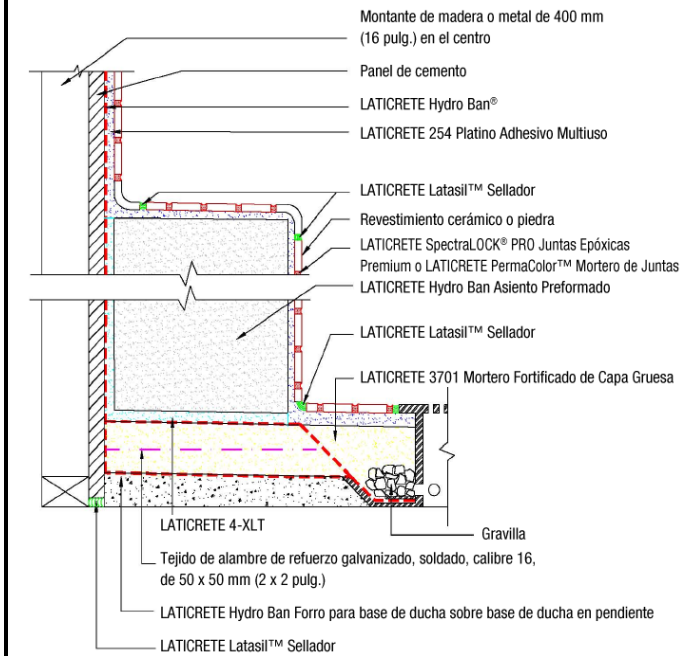 Montante de madera o metal de 400 mm
(16 pulg.) en el centro
Panel de cemento
LATICRETE Hydro Ban®
LATICRETE 254 Platino Adhesivo Multiuso
LATICRETE Latasil™ Sellador
Revestimiento cerámico o piedra
LATICRETE SpectraLOCK® PRO Juntas Epóxicas
Premium o LATICRETE PermaColor™ Mortero de Juntas
LATICRETE Hydro Ban Asiento Preformado
LATICRETE Latasil™ Sellador
LATICRETE 3701 Mortero Fortificado de Capa Gruesa
LATICRETE 4-XLT
Gravilla
Tejido de alambre de refuerzo galvanizado, soldado, calibre 16,
de 50 x 50 mm (2 x 2 pulg.)
LATICRETE Hydro Ban Forro para base de ducha sobre base de ducha en pendiente
LATICRETE Latasil™ Sellador